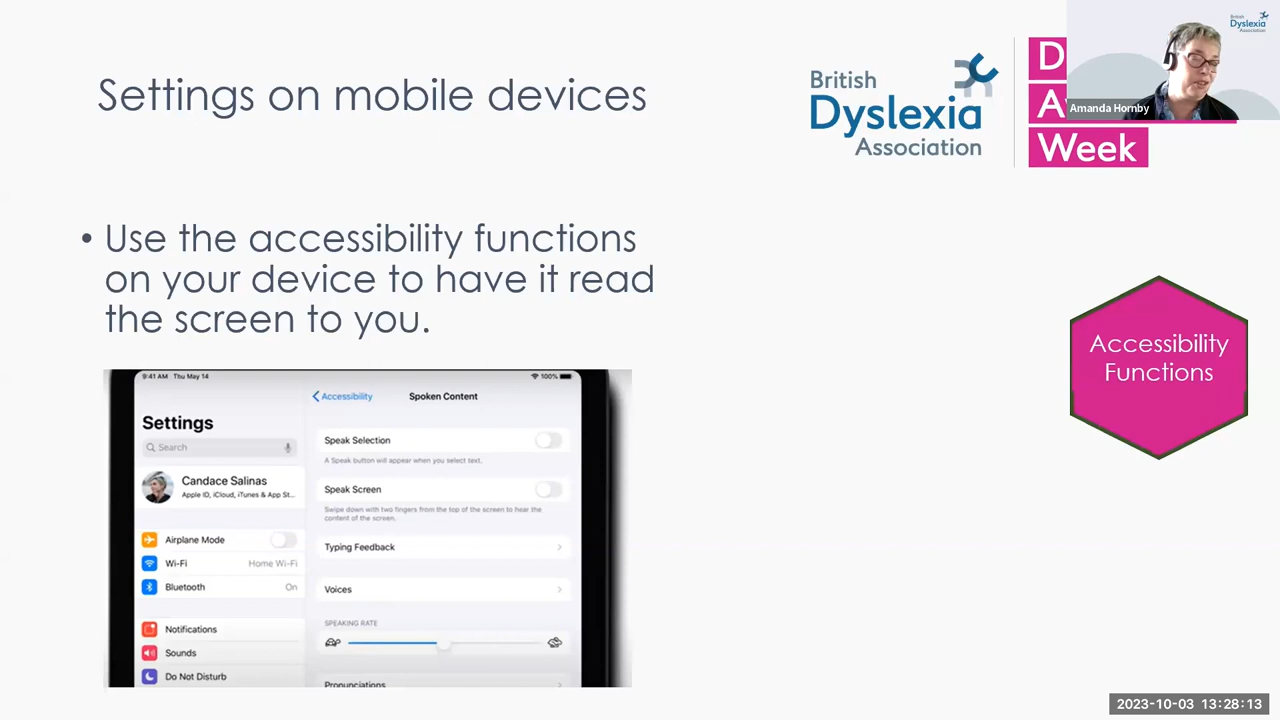 Settings on mobile devices
British
Dyslexia
Association
D
A
Week
British
Dyslexia
Association
Amanda Hornby
• Use the accessibility functions
on your device to have it read
the screen to you.
Accessibility
Functions
9:41 AM Thu May 14
100%
Settings
Search
Candace Salinas
Apple ID, iCloud, iTunes & App St...
Airplane Mode
Wi-Fi Home Wi-Fi
Bluetooth On
Notifications
Sounds
Do Not Disturb
Accessibility Spoken Content
Speak Selection
A Speak button will appear when you select text.
Speak Screen
Swipe down with two fingers from the top of the screen to hear the
content of the screen.
Typing Feedback
Voices
SPEAKING RATE
Pronunciations
2023-10-03 13:28:13